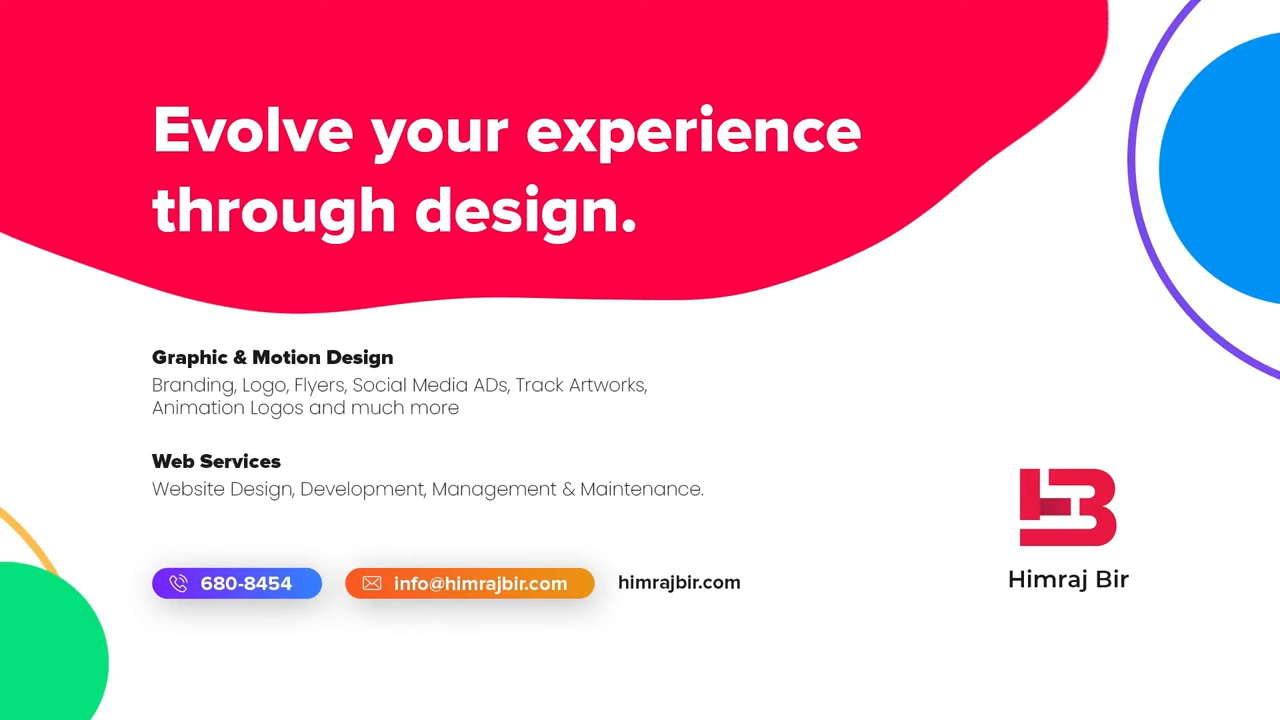 Evolve your experience
through design.
Graphic & Motion Design
Branding, Logo, Flyers, Social Media ADs, Track Artworks,
Animation Logos and much more
Web Services
Website Design, Development, Management & Maintenance.
680-8454
info@himrajbir.com
himrajbir.com
Himraj Bir